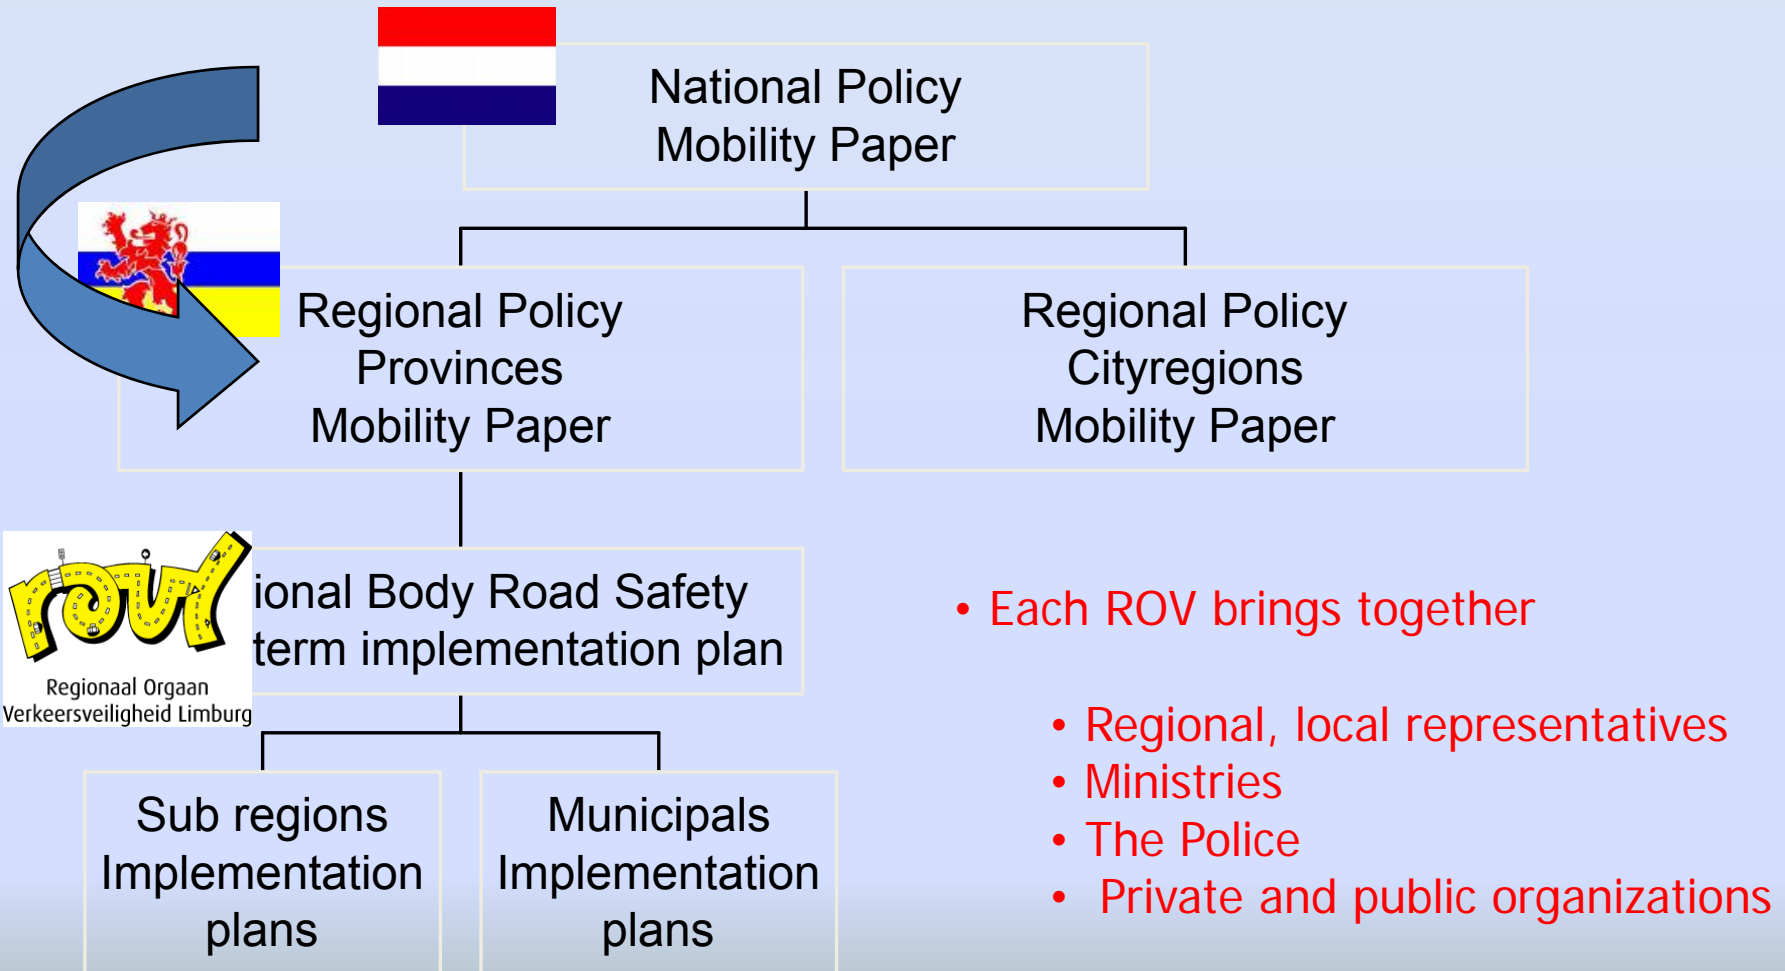 National Policy
Mobility Paper
Regional Policy
Provinces
Mobility Paper
Regional Policy
Cityregions
Mobility Paper
rovl
Regionaal Orgaan
Verkeersveiligheid Limburg
ional Body Road Safety
term implementation plan
Sub regions
Implementation
plans
Municipals
Implementation
plans
• Each ROV brings together
• Regional, local representatives
• Ministries
• The Police
• Private and public organizations